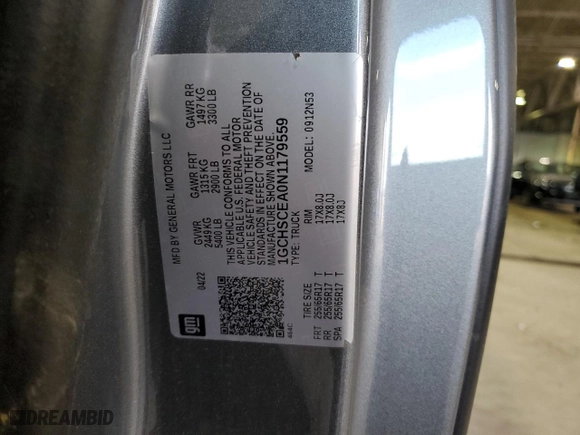 MFD BY GENERAL MOTORS LLC
04/22 GVWR GAWR FRT GAWR RR
2449 KG 1315 KG 1497 KG
5400 LB 2900 LB 3300 LB
THIS VEHICLE CONFORMS TO ALL
APPLICABLE U.S. FEDERAL MOTOR
VEHICLE SAFETY AND THEFT PREVENTION
STANDARDS IN EFFECT ON THE DATE OF
MANUFACTURE SHOWN ABOVE.
1GCHSCEA0N1179559
TYPE: TRUCK MODEL: 0912N53
gm
TIRE SIZE RIM
FRT 255/65R17 T 17X8.0J
RR 255/65R17 T 17X8.0J
SPA 255/65R17 T 17X8J
DREAMBID